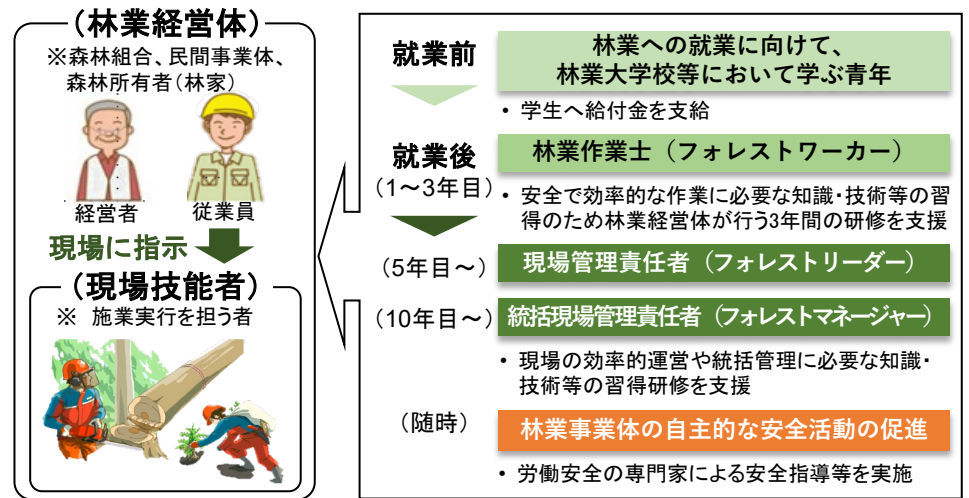 (林業経営体)
※森林組合、民間事業体、
森林所有者(林家)
経営者
従業員
現場に指示
(現場技能者)
※ 施業実行を担う者
就業前
林業への就業に向けて、
林業大学校等において学ぶ青年
・ 学生へ給付金を支給
就業後
(1~3年目)
林業作業士(フォレストワーカー)
・ 安全で効率的な作業に必要な知識・技術等の習
得のため林業経営体が行う3年間の研修を支援
(5年目~)
現場管理責任者(フォレストリーダー)
(10年目~)
統括現場管理責任者(フォレストマネージャー)
・ 現場の効率的運営や統括管理に必要な知識・
技術等の習得研修を支援
(随時)
林業事業体の自主的な安全活動の促進
・ 労働安全の専門家による安全指導等を実施